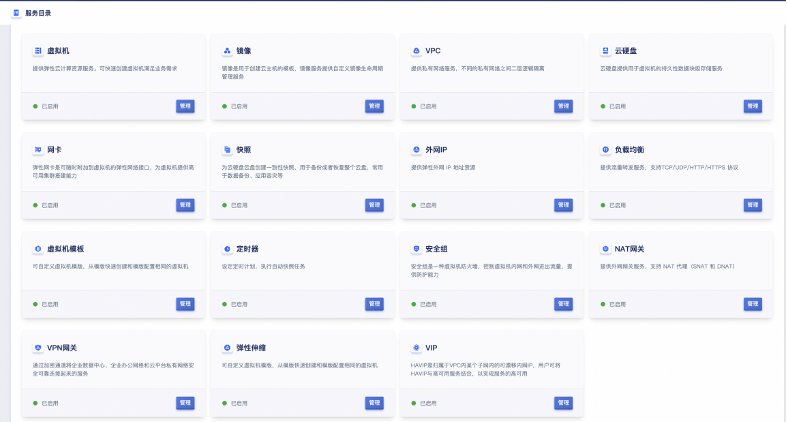 服务目录
虚拟机
提供弹性云计算资源服务，可快速创建虚拟机满足业务需求
已启用
管理
镜像
镜像是用于创建云主机的模板，镜像服务提供自定义镜像生命周期
管理服务
已启用
管理
VPC
提供私有网络服务，不同的私有网络之间二层逻辑隔离
已启用
管理
云硬盘
云硬盘提供用于虚拟机的持久性数据块级存储服务
已启用
管理
网卡
弹性网卡是可随时附加到虚拟机的弹性网络接口，为虚拟机提供高
可用集群搭建能力
已启用
管理
快照
为云硬盘云盘创建一致性快照，用于备份或者恢复整个云盘，常用
于数据备份、应用容灾等
已启用
管理
外网IP
提供弹性外网 IP 地址资源
已启用
管理
负载均衡
提供流量转发服务，支持TCP/UDP/HTTP/HTTPS 协议
已启用
管理
虚拟机模板
可自定义虚拟机模版，从模版快速创建和模版配置相同的虚拟机
已启用
管理
定时器
设定定时计划，执行自动快照任务
已启用
管理
安全组
安全组是一种虚拟机防火墙，控制虚拟机内网和外网进出流量，提
供防护能力
已启用
管理
NAT网关
提供外网网关服务，支持 NAT 代理（SNAT 和 DNAT）
已启用
管理
VPN网关
通过加密通道将企业数据中心、企业办公网络和云平台私有网络安
全可靠连接起来的服务
已启用
管理
弹性伸缩
可自定义虚拟机模版，从模版快速创建和模版配置相同的虚拟机
已启用
管理
VIP
HAVIP是归属于VPC内某个子网内的可漂移内网IP，用户可将
HAVIP与高可用服务结合，以实现服务的高可用
已启用
管理